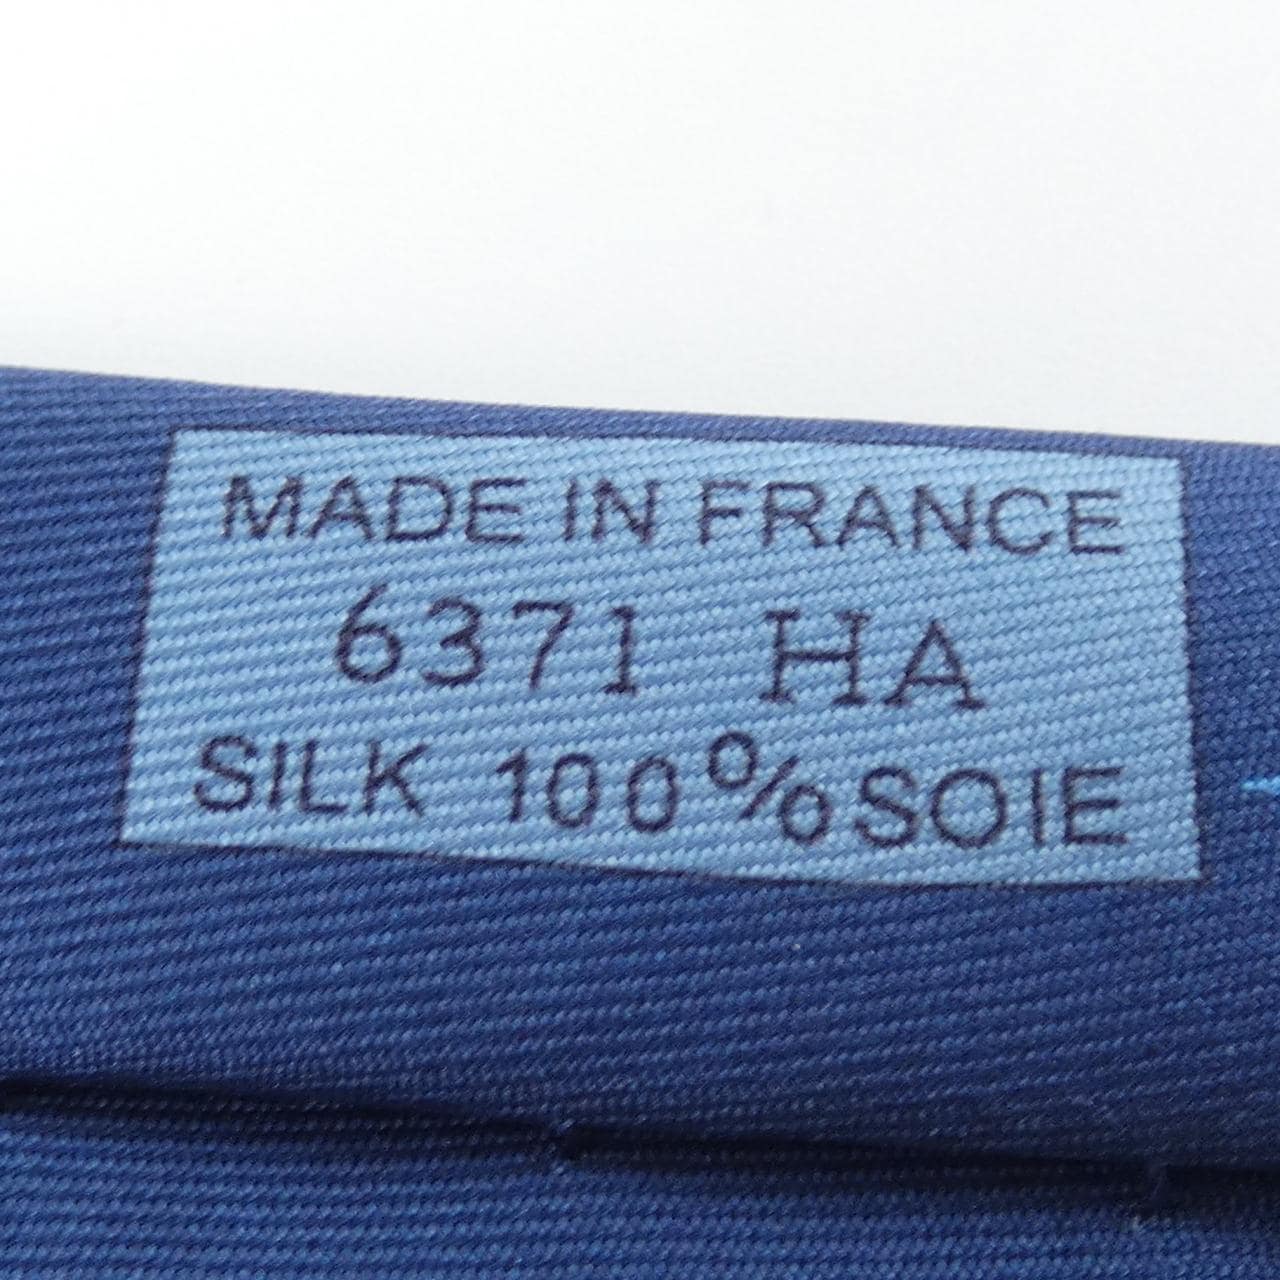 MADE IN FRANCE
6371 HA
SILK 100% SOIE